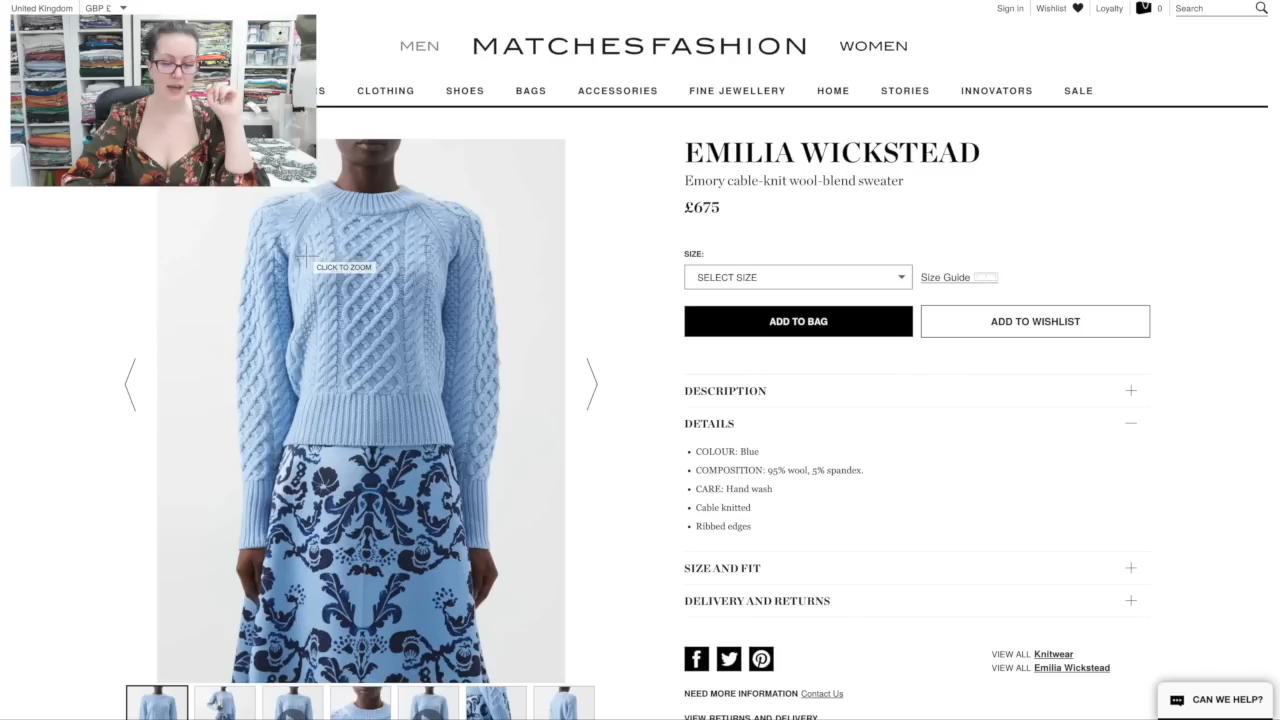 United Kingdom GBP £
Sign in Wishlist Loyalty 0 Search
MEN MATCHESFASHION WOMEN
CLOTHING SHOES BAGS ACCESSORIES FINE JEWELLERY HOME STORIES INNOVATORS SALE
EMILIA WICKSTEAD
Emory cable-knit wool-blend sweater
£675
SIZE:
SELECT SIZE
Size Guide
CLICK TO ZOOM
ADD TO BAG
ADD TO WISHLIST
DESCRIPTION
DETAILS
• COLOUR: Blue
• COMPOSITION: 95% wool, 5% spandex.
• CARE: Hand wash
• Cable knitted
• Ribbed edges
SIZE AND FIT
DELIVERY AND RETURNS
VIEW ALL Knitwear
VIEW ALL Emilia Wickstead
NEED MORE INFORMATION Contact Us
CAN WE HELP?
VIEW RETURNS AND DELIVERY